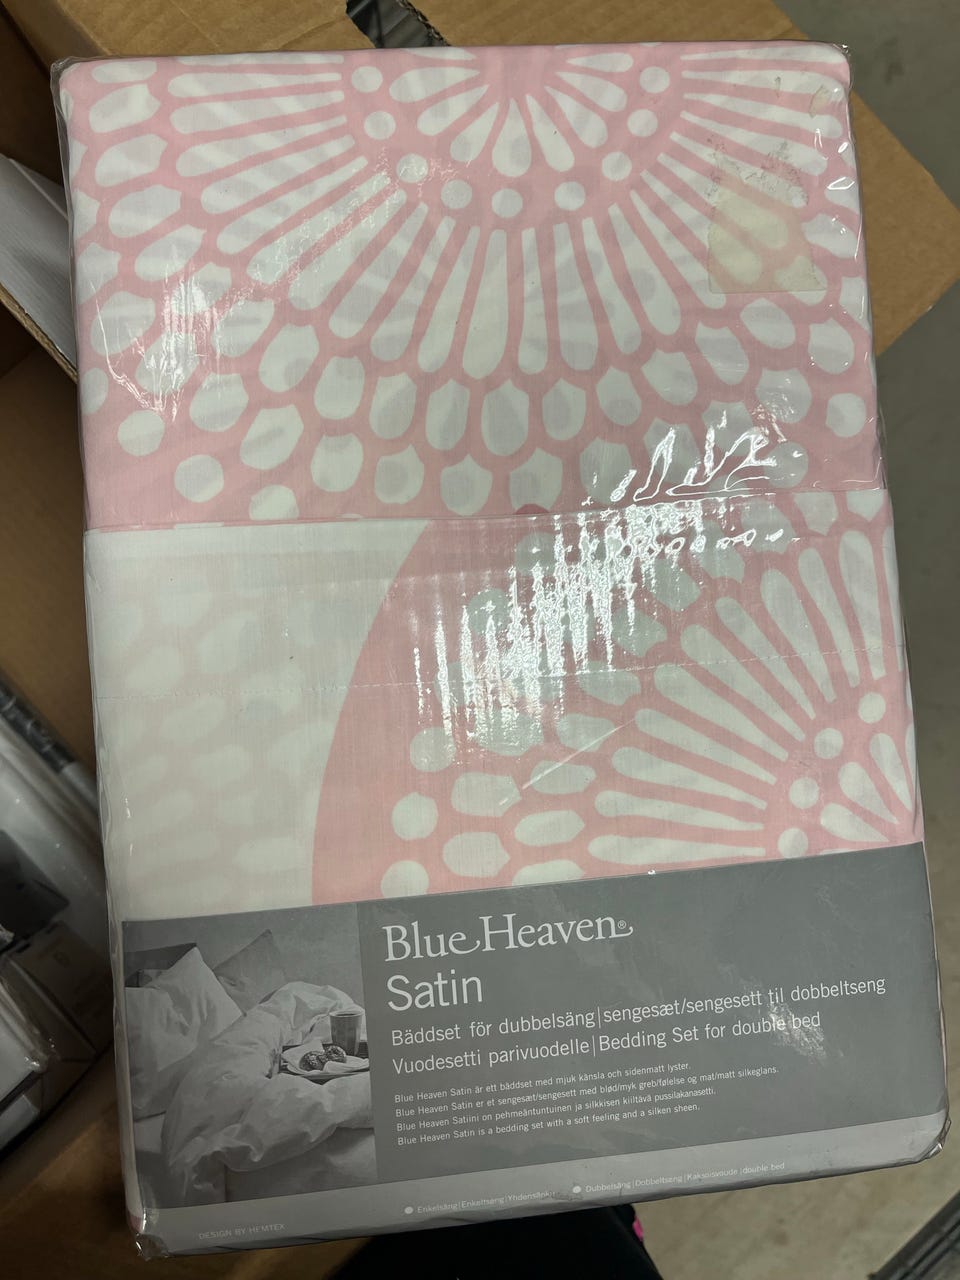 Blue Heaven®
Satin
Bäddset för dubbelsäng|sengesæt/sengesett til dobbeltseng
Vuodesetti parivuodelle|Bedding Set for double bed
Blue Heaven Satin är ett bäddset med mjuk känsla och sidenmatt lyster.
Blue Heaven Satin er et sengesæt/sengesett med blød/myk greb/følelse og mat/matt silkeglans.
Blue Heaven Satiini on pehmeäntuntuinen ja silkkisen kiiltävä pussilakanasetti.
Blue Heaven Satin is a bedding set with a soft feeling and a silken sheen.
Enkelsäng|Enkeltseng|Yhdensänky
Dubbelsäng|Dobbeltseng|Kaksoisvuode|double bed
DESIGN BY HEMTEX